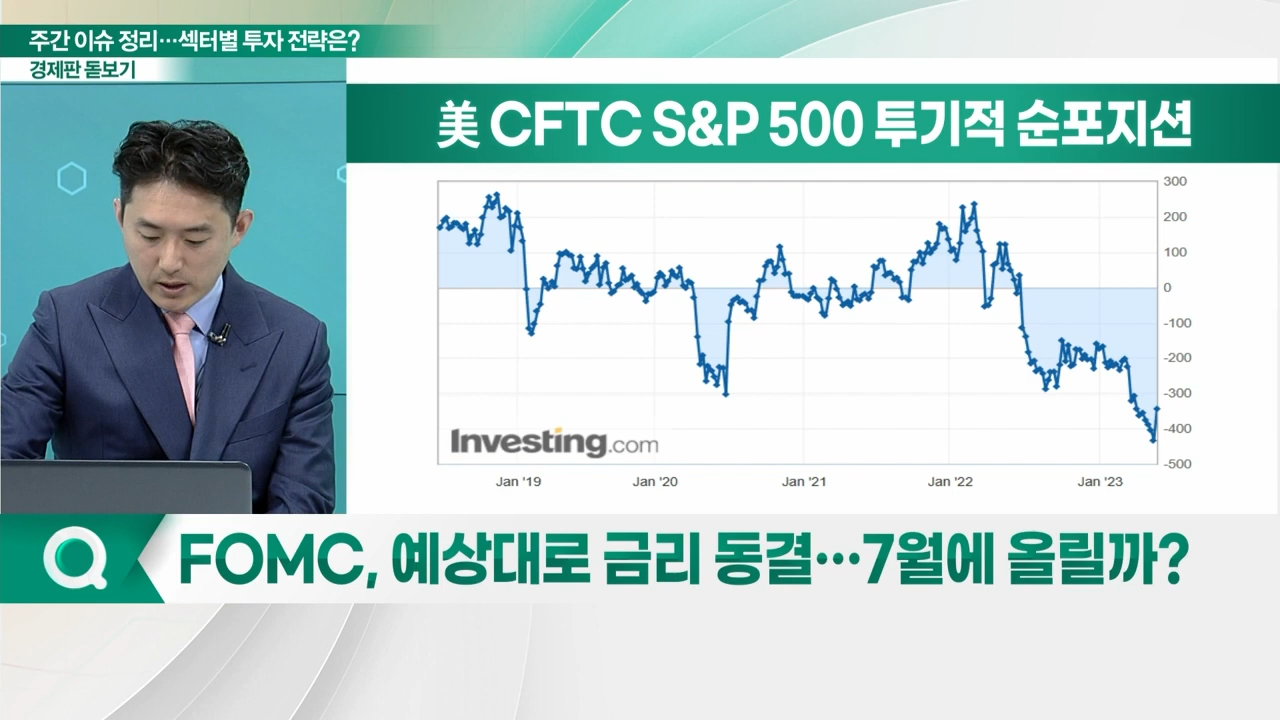 주간 이슈 정리…섹터별 투자 전략은?
경제판 돋보기
美 CFTC S&P 500 투기적 순포지션
300
200
100
0
-100
-200
-300
-400
-500
Investing.com
Jan '19 Jan '20 Jan '21 Jan '22 Jan '23
FOMC, 예상대로 금리 동결…7월에 올릴까?